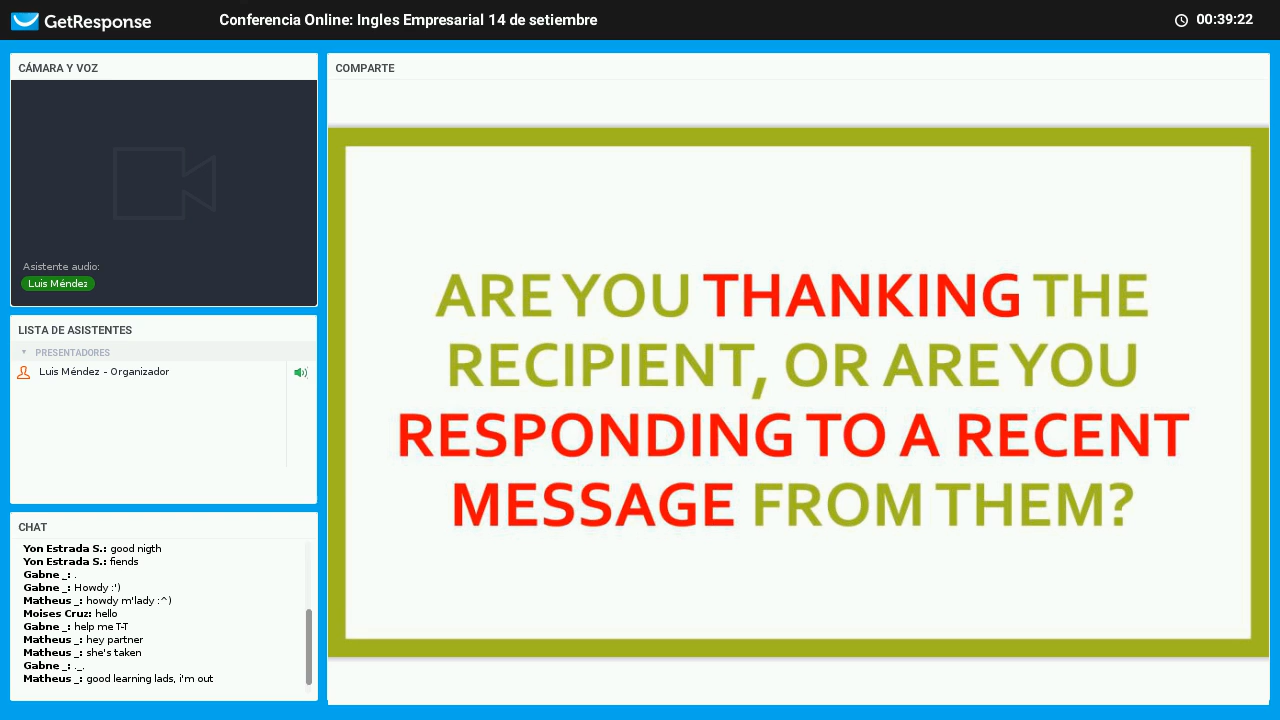 GetResponse
Conferencia Online: Ingles Empresarial 14 de setiembre
00:39:22
CÁMARA Y VOZ
Asistente audio:
Luis Méndez
LISTA DE ASISTENTES
PRESENTADORES
Luis Méndez - Organizador
CHAT
Yon Estrada S.: good nigth
Yon Estrada S.: fiends
Gabne _: .
Gabne _: Howdy :')
Matheus _: howdy m'lady :^)
Moises Cruz: hello
Gabne _: help me T-T
Matheus _: hey partner
Matheus _: she's taken
Gabne _: ._.
Matheus _: good learning lads, i'm out
COMPARTE
ARE YOU THANKING THE
RECIPIENT, OR ARE YOU
RESPONDING TO A RECENT
MESSAGE FROM THEM?